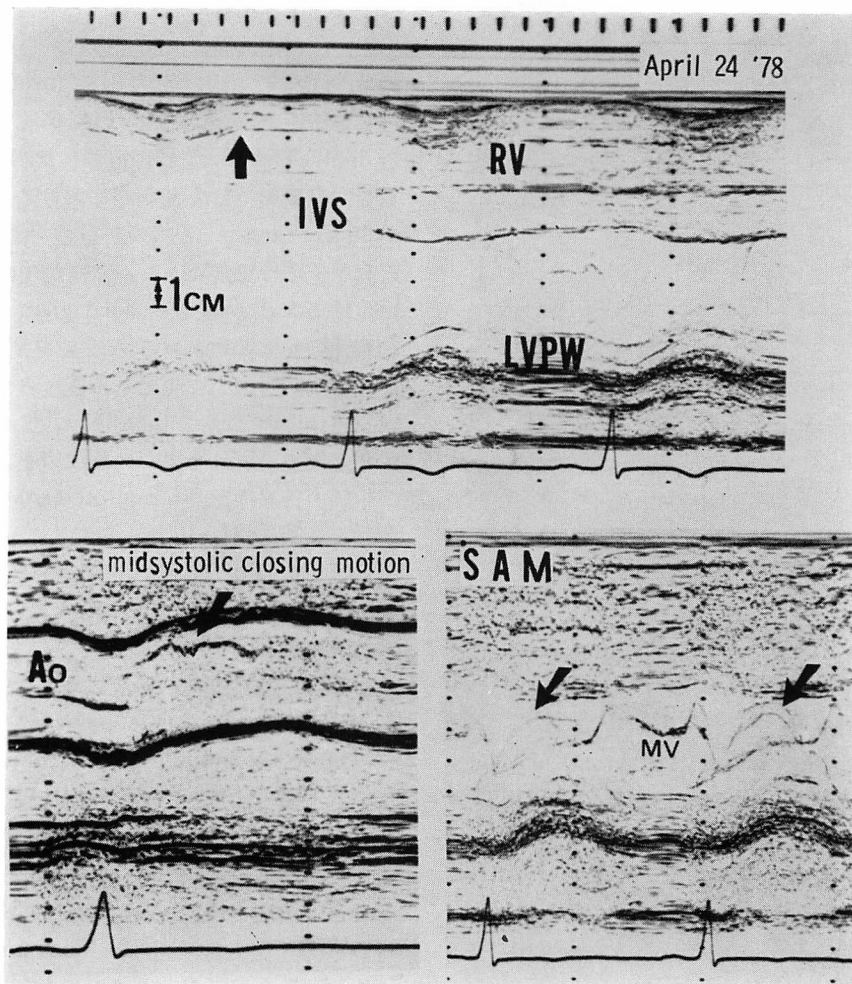 April 24 '78
RV
IVS
1CM
LVPW
midsystolic closing motion
Ao
SAM
MV